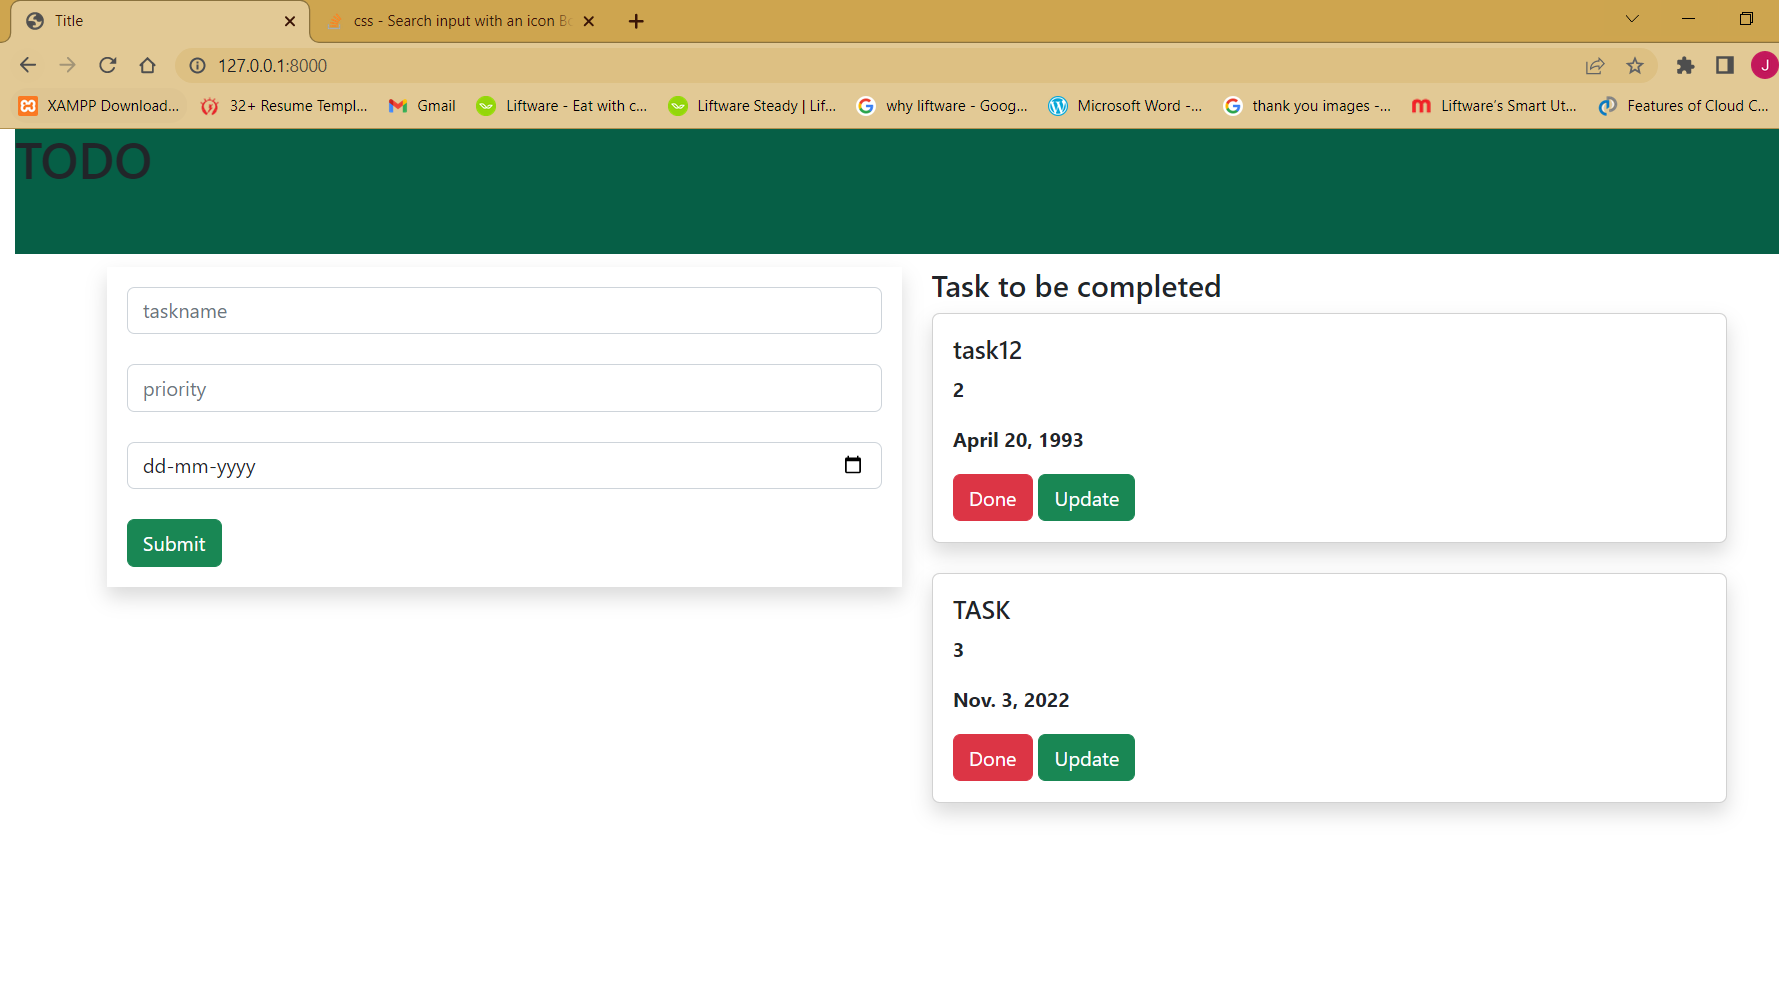 Title
css - Search input with an icon Bo
127.0.0.1:8000
J
XAMPP Download...
32+ Resume Templ...
Gmail
Liftware - Eat with c...
Liftware Steady | Lif...
why liftware - Goog...
Microsoft Word -...
thank you images -...
Liftware's Smart Ut...
Features of Cloud C...
TODO
taskname
priority
dd-mm-yyyy
Submit
Task to be completed
task12
2
April 20, 1993
Done Update
TASK
3
Nov. 3, 2022
Done Update